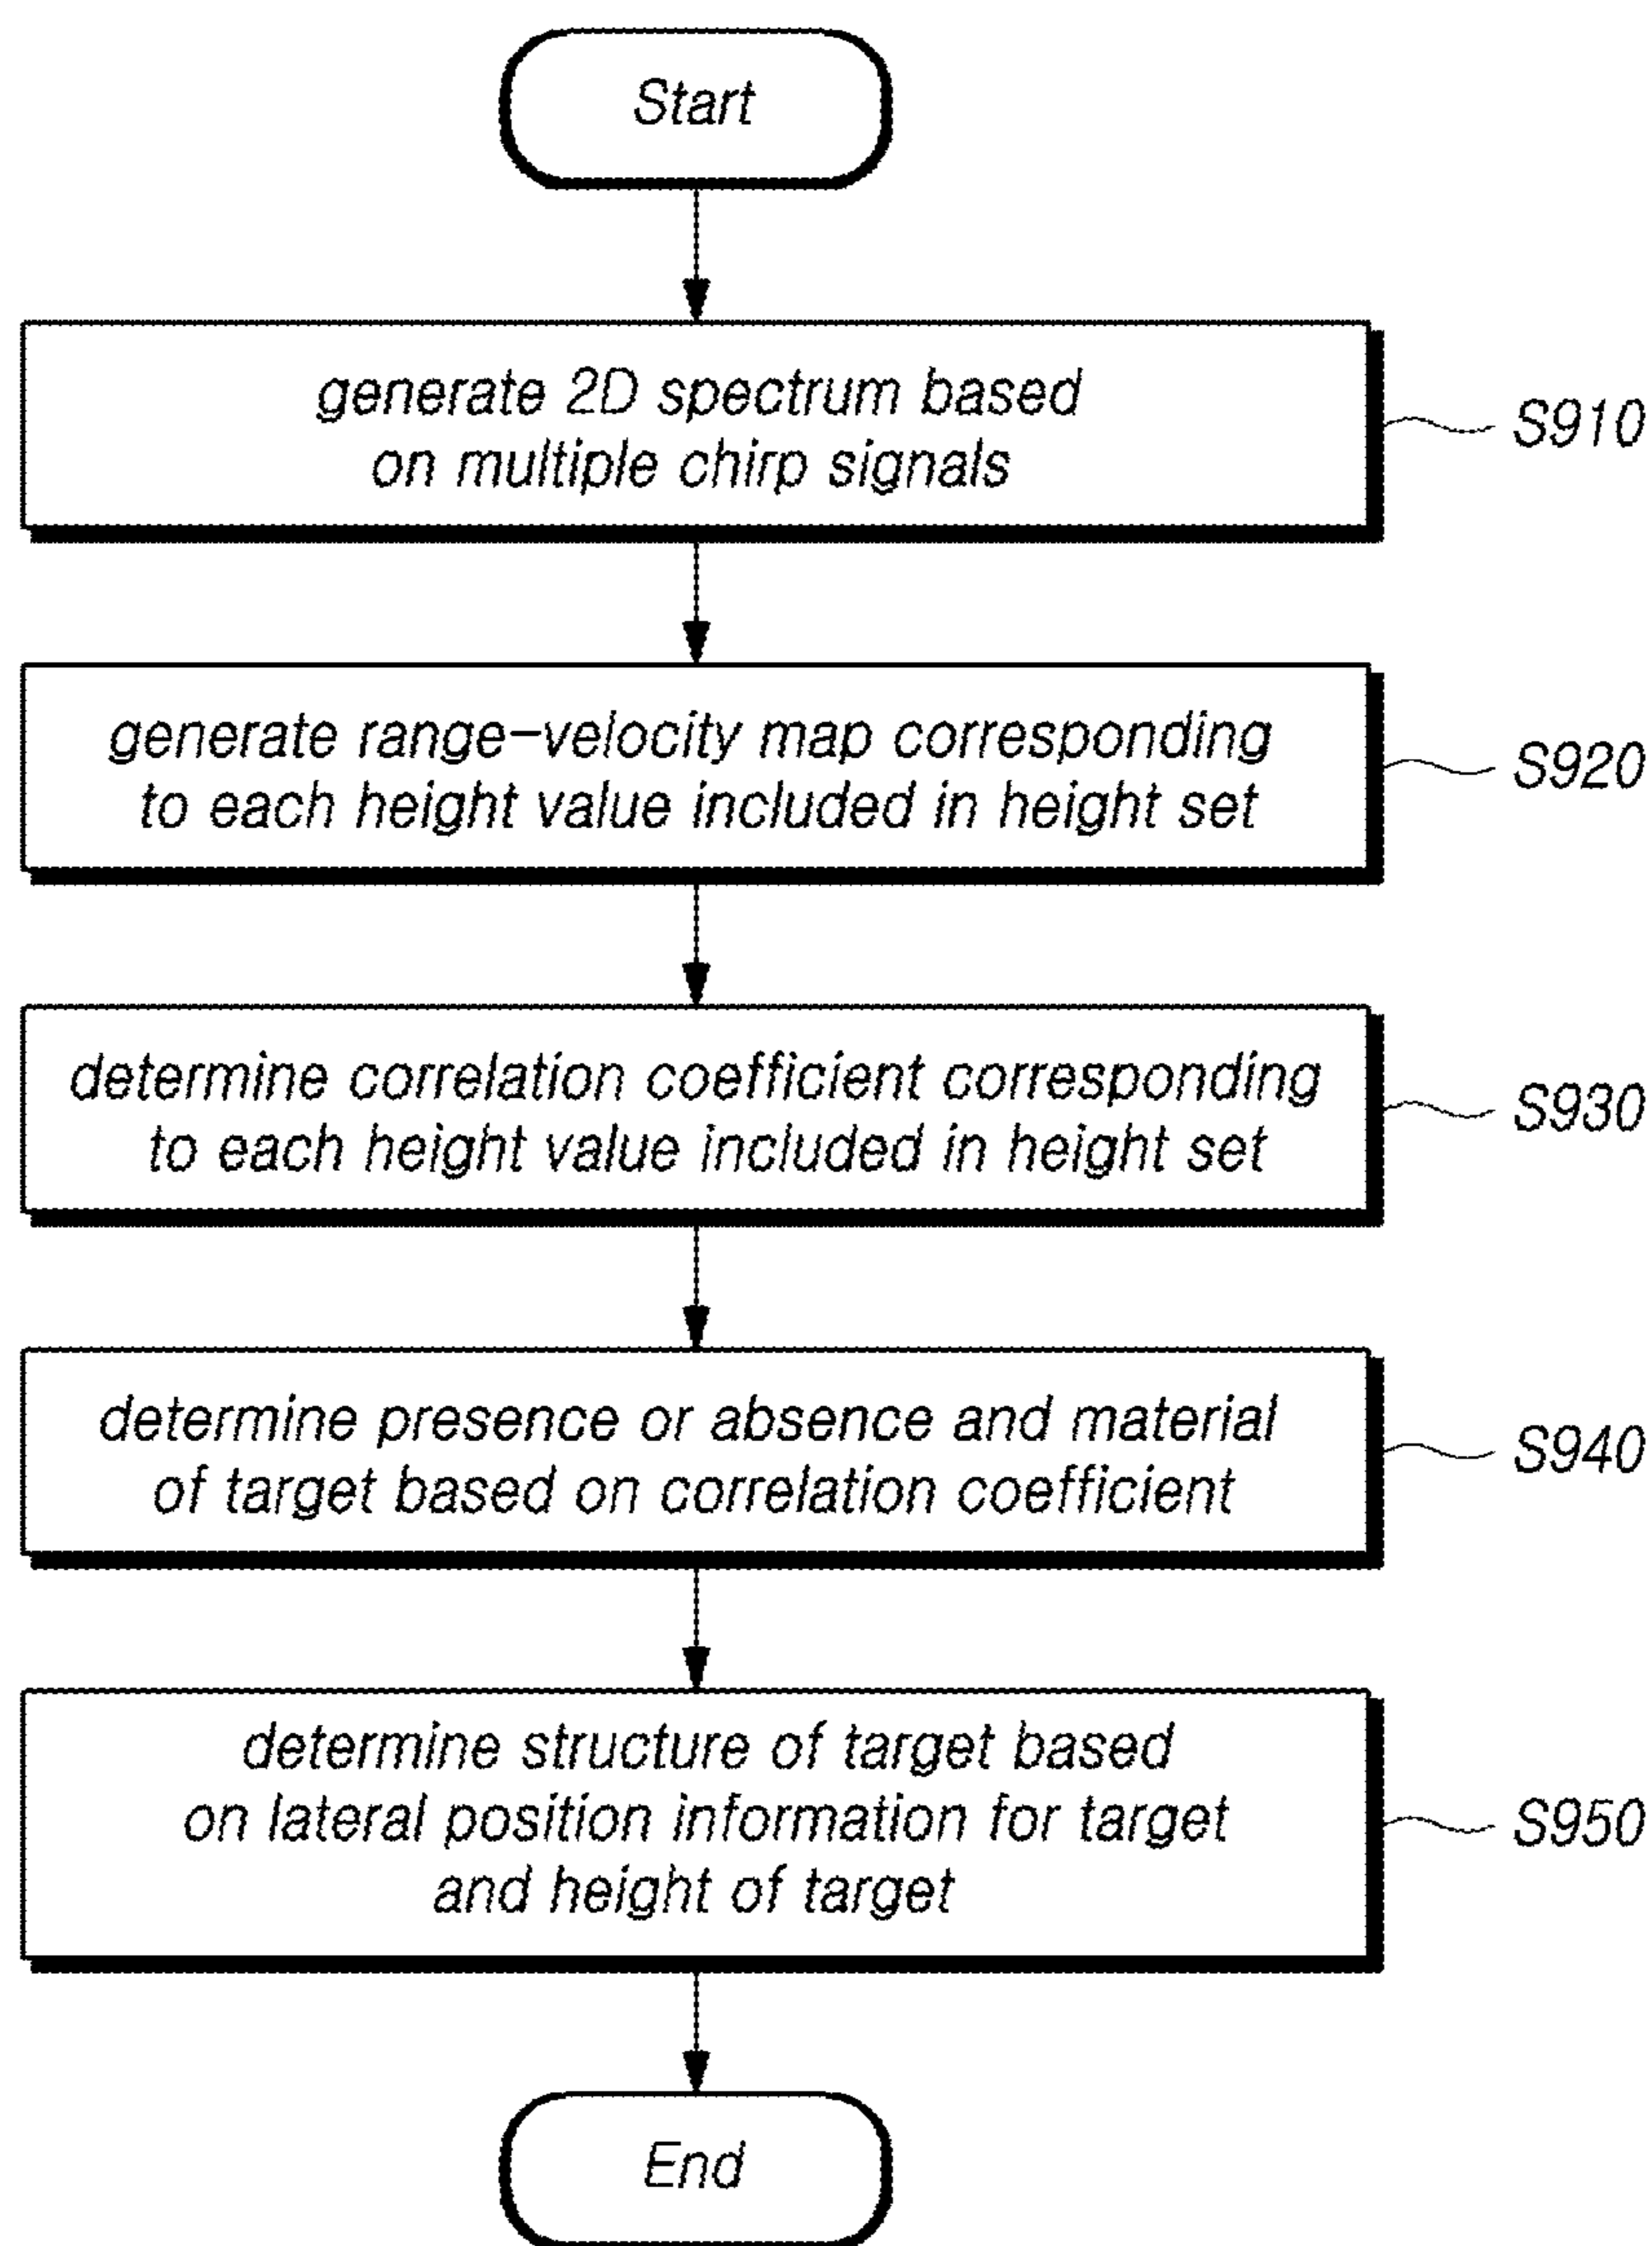 Start
generate 2D spectrum based
on multiple chirp signals
S910
generate range-velocity map corresponding
to each height value included in height set
S920
determine correlation coefficient corresponding
to each height value included in height set
S930
determine presence or absence and material
of target based on correlation coefficient
S940
determine structure of target based
on lateral position information for target
and height of target
S950
End